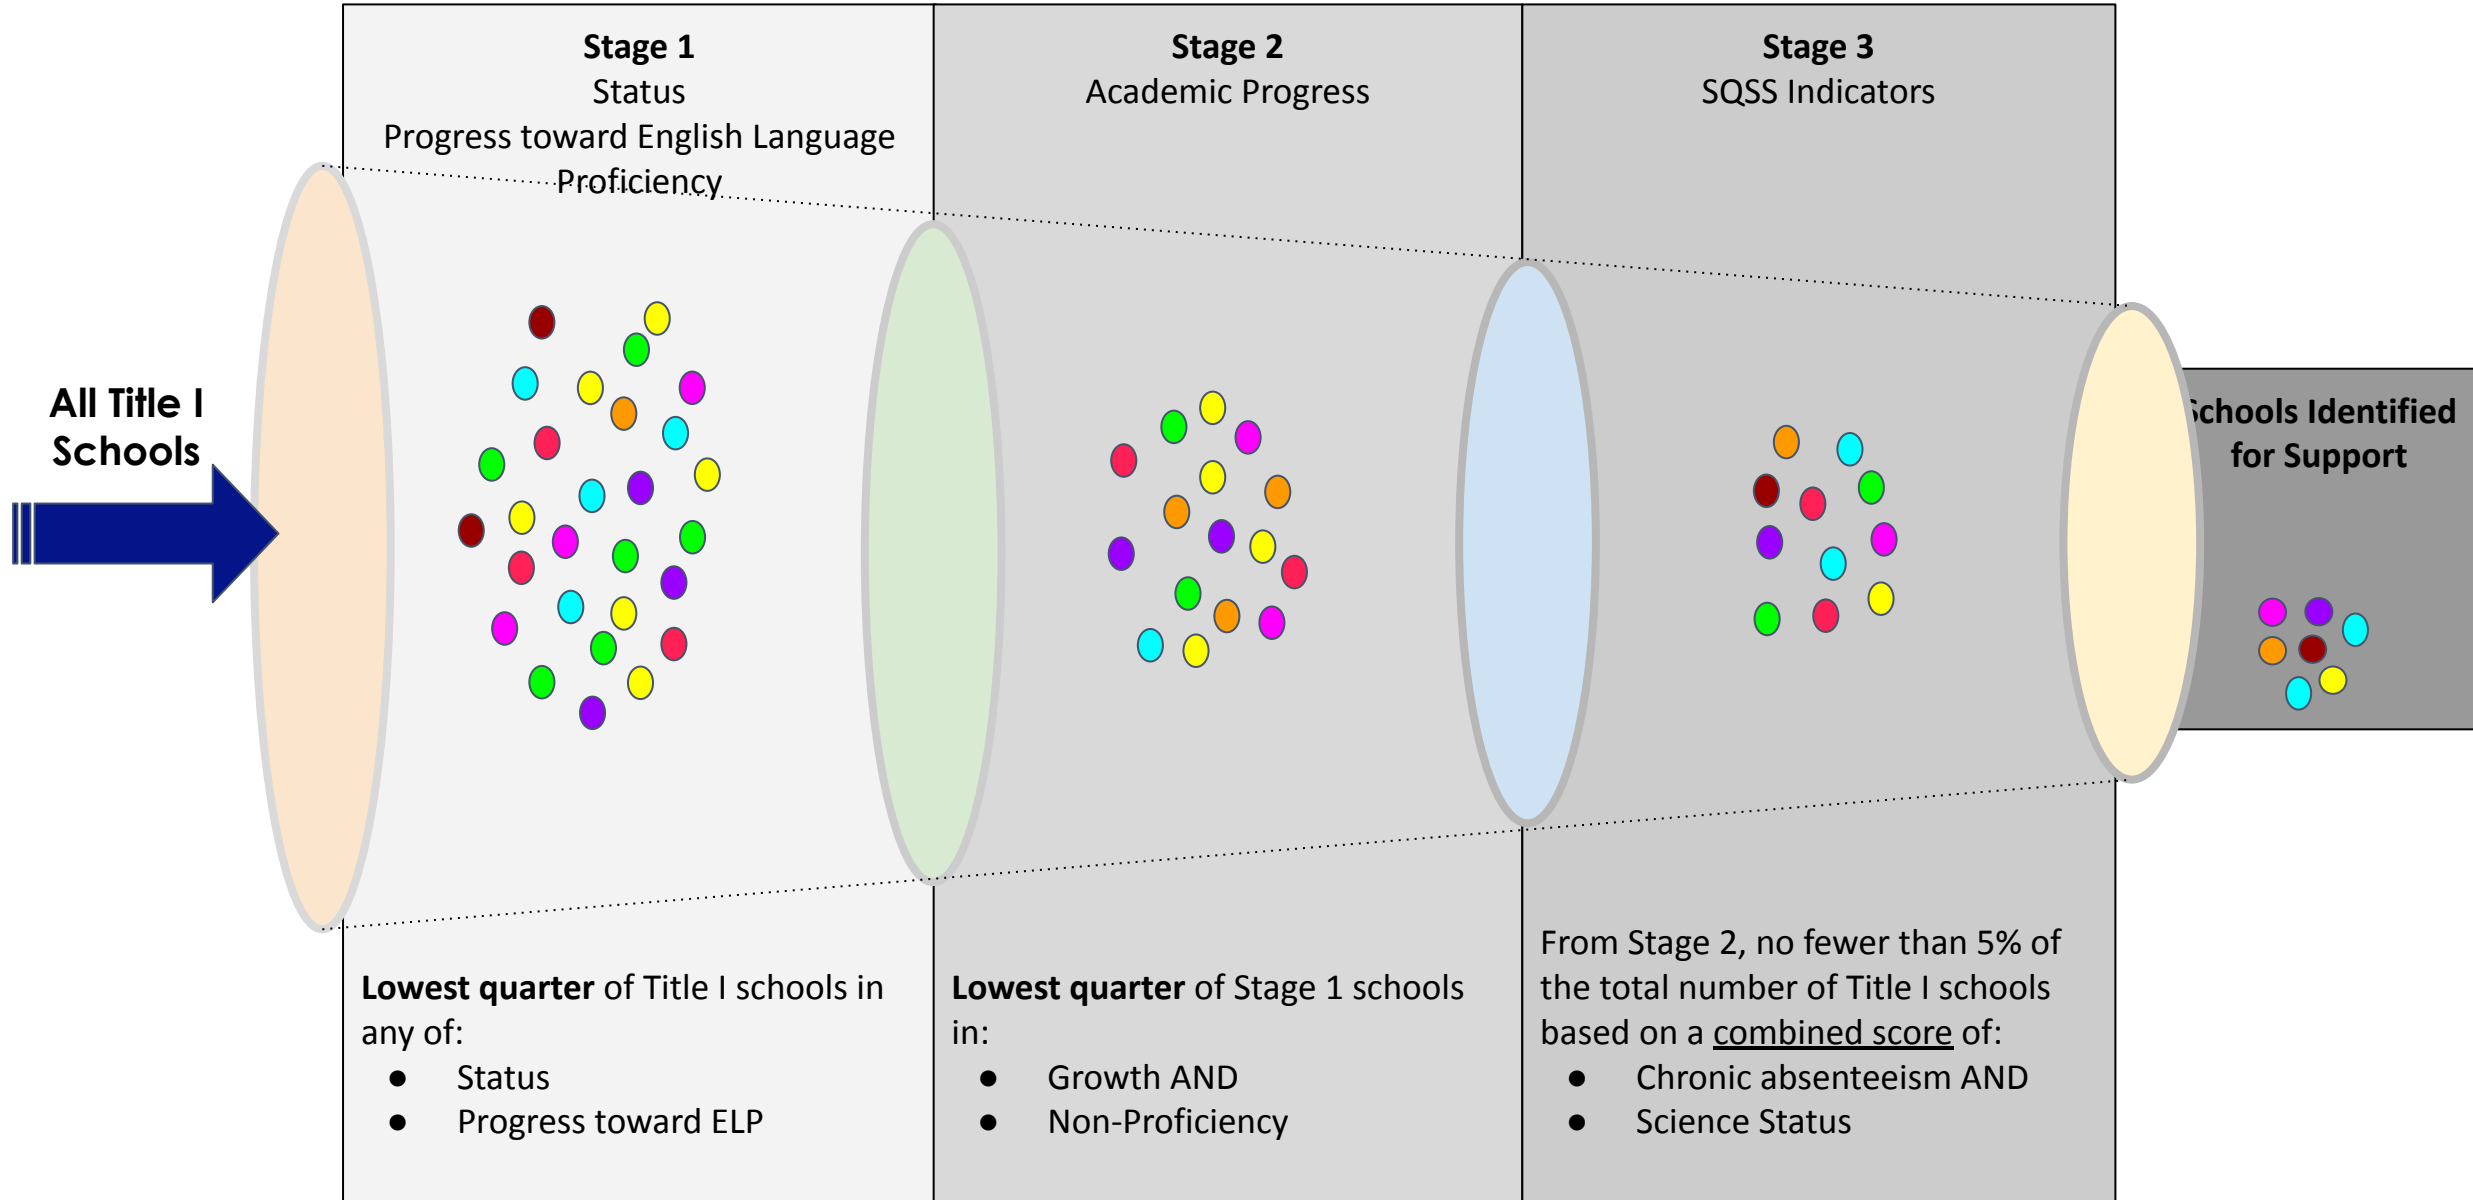 All Title I
Schools
Stage 1
Status
Progress toward English Language
Proficiency
Lowest quarter of Title I schools in
any of:
● Status
● Progress toward ELP
Stage 2
Academic Progress
Lowest quarter of Stage 1 schools
in:
● Growth AND
● Non-Proficiency
Stage 3
SQSS Indicators
From Stage 2, no fewer than 5% of
the total number of Title I schools
based on a combined score of:
● Chronic absenteeism AND
● Science Status
Schools Identified
for Support